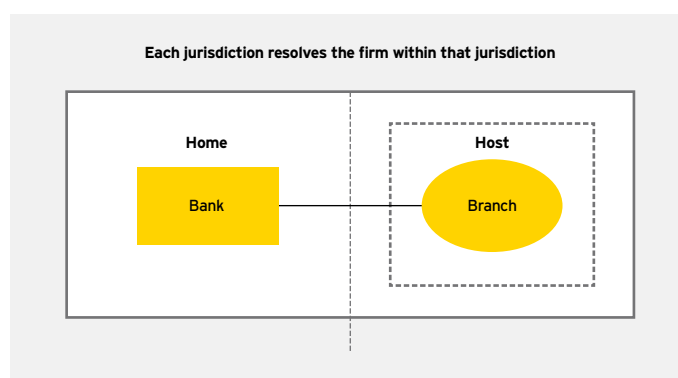 Each jurisdiction resolves the firm within that jurisdiction
Home
Host
Bank
Branch